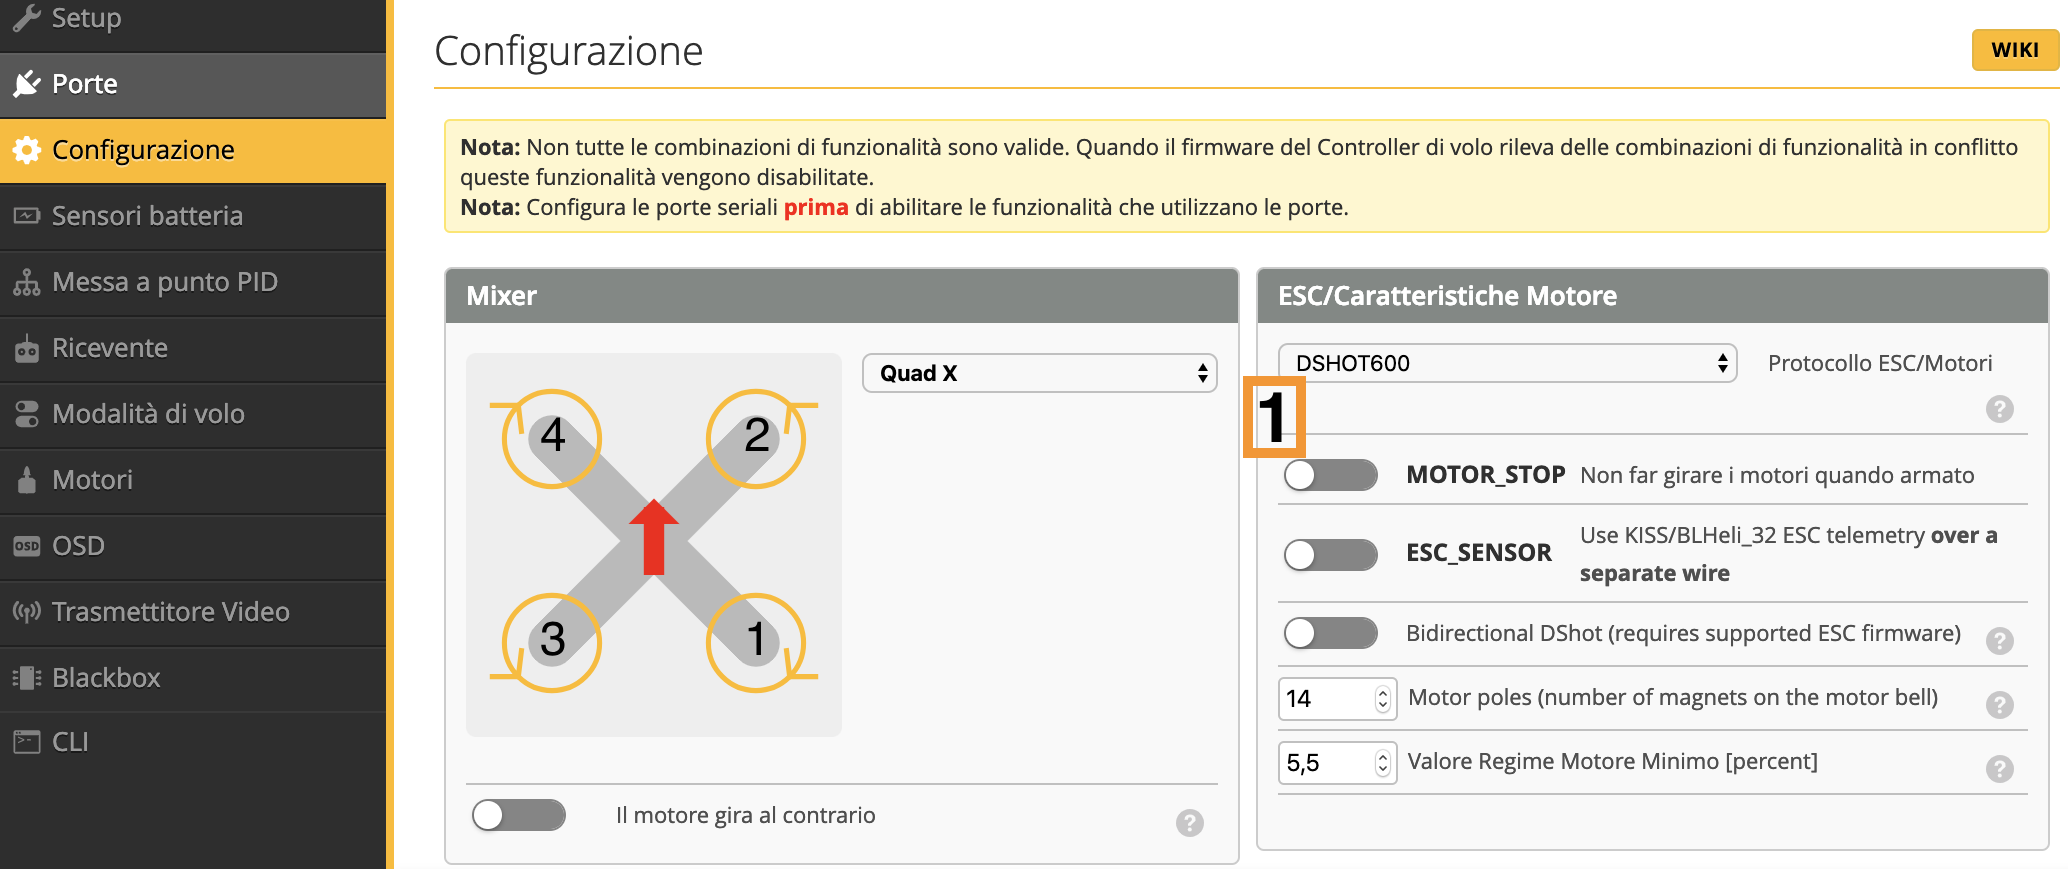 Setup
Porte
Configurazione
Sensori batteria
Messa a punto PID
Ricevente
Modalità di volo
Motori
OSD
OSD
Trasmettitore Video
Blackbox
CLI
Configurazione
WIKI
Nota: Non tutte le combinazioni di funzionalità sono valide. Quando il firmware del Controller di volo rileva delle combinazioni di funzionalità in conflitto
queste funzionalità vengono disabilitate.
Nota: Configura le porte seriali prima di abilitare le funzionalità che utilizzano le porte.
Mixer
Quad X
4
2
3
1
Il motore gira al contrario
?
ESC/Caratteristiche Motore
DSHOT600
Protocollo ESC/Motori
?
1
MOTOR_STOP Non far girare i motori quando armato
ESC_SENSOR
Use KISS/BLHeli_32 ESC telemetry over a
separate wire
Bidirectional DShot (requires supported ESC firmware)
?
14 Motor poles (number of magnets on the motor bell)
?
5,5 Valore Regime Motore Minimo [percent]
?